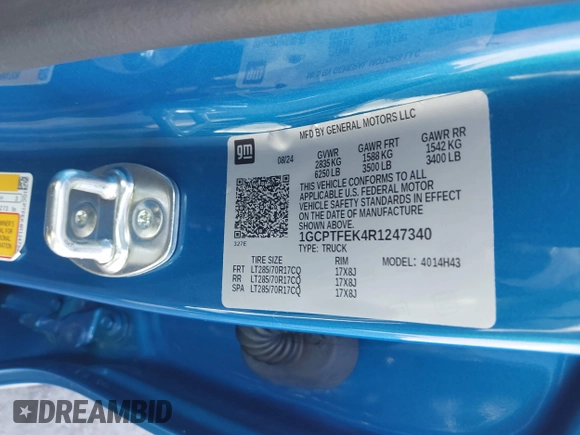 MFD BY GENERAL MOTORS LLC
gm
08/24
GVWR
2835 KG
6250 LB
GAWR FRT
1588 KG
3500 LB
GAWR RR
1542 KG
3400 LB
THIS VEHICLE CONFORMS TO ALL
APPLICABLE U.S. FEDERAL MOTOR
VEHICLE SAFETY STANDARDS IN EFFECT
ON THE DATE OF MANUFACTURE
SHOWN ABOVE.
1GCPTFEK4R1247340
TYPE: TRUCK
127E
MODEL: 4014H43
TIRE SIZE RIM
FRT LT285/70R17CQ 17X8J
RR LT285/70R17CQ 17X8J
SPA LT285/70R17CQ 17X8J
DREAMBID